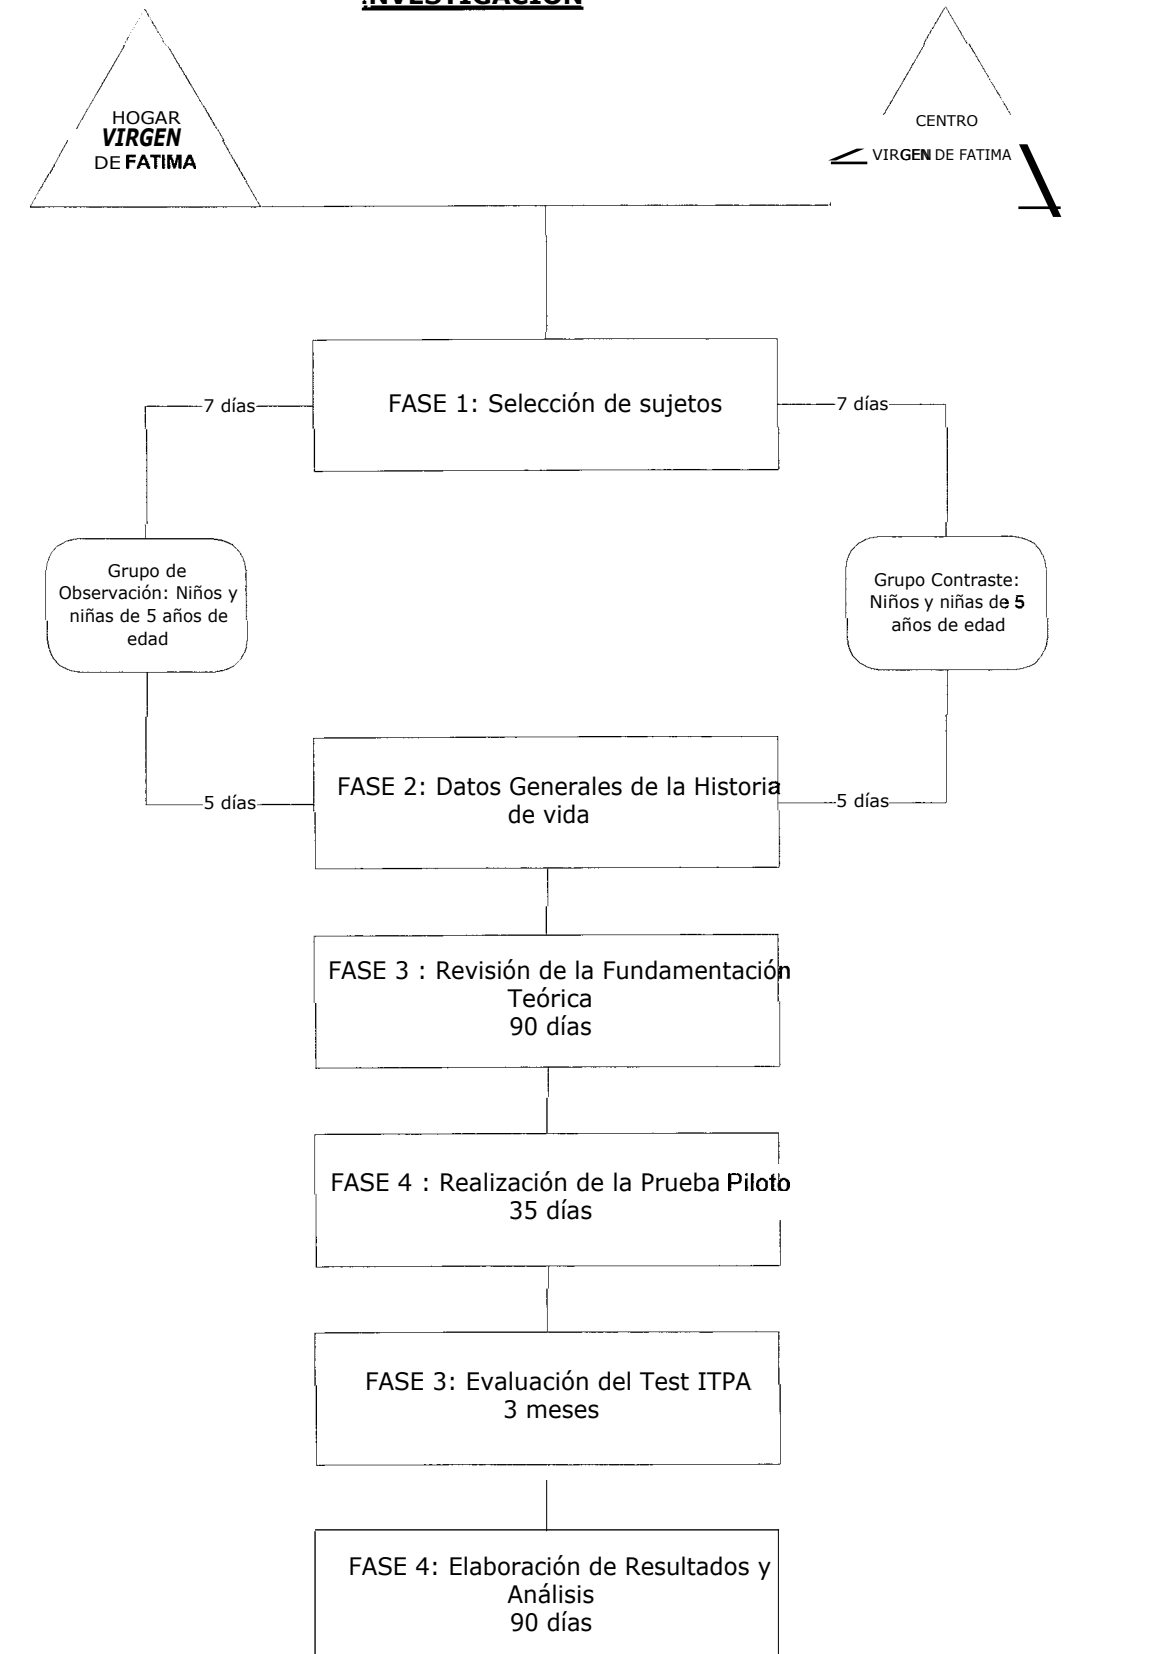 INVESTIGACION
HOGAR
VIRGEN
DE FATIMA
CENTRO
VIRGEN DE FATIMA
FASE 1: Selección de sujetos
7 días
7 días
Grupo de
Observación: Niños y
niñas de 5 años de
edad
Grupo Contraste:
Niños y niñas de 5
años de edad
FASE 2: Datos Generales de la Historia
de vida
5 días
5 días
FASE 3 : Revisión de la Fundamentación
Teórica
90 días
FASE 4 : Realización de la Prueba Piloto
35 días
FASE 3: Evaluación del Test ITPA
3 meses
FASE 4: Elaboración de Resultados y
Análisis
90 días